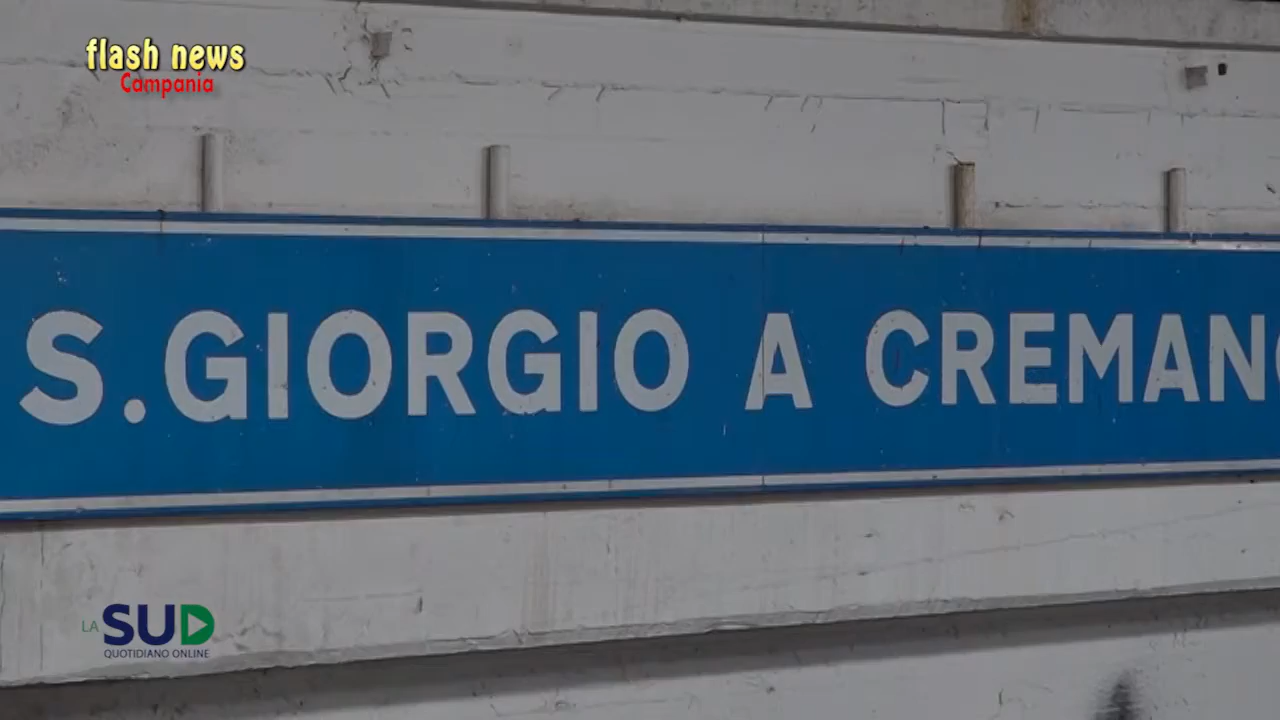 flash news
Campania
S.GIORGIO A CREMAN
LA SUD
QUOTIDIANO ONLINE